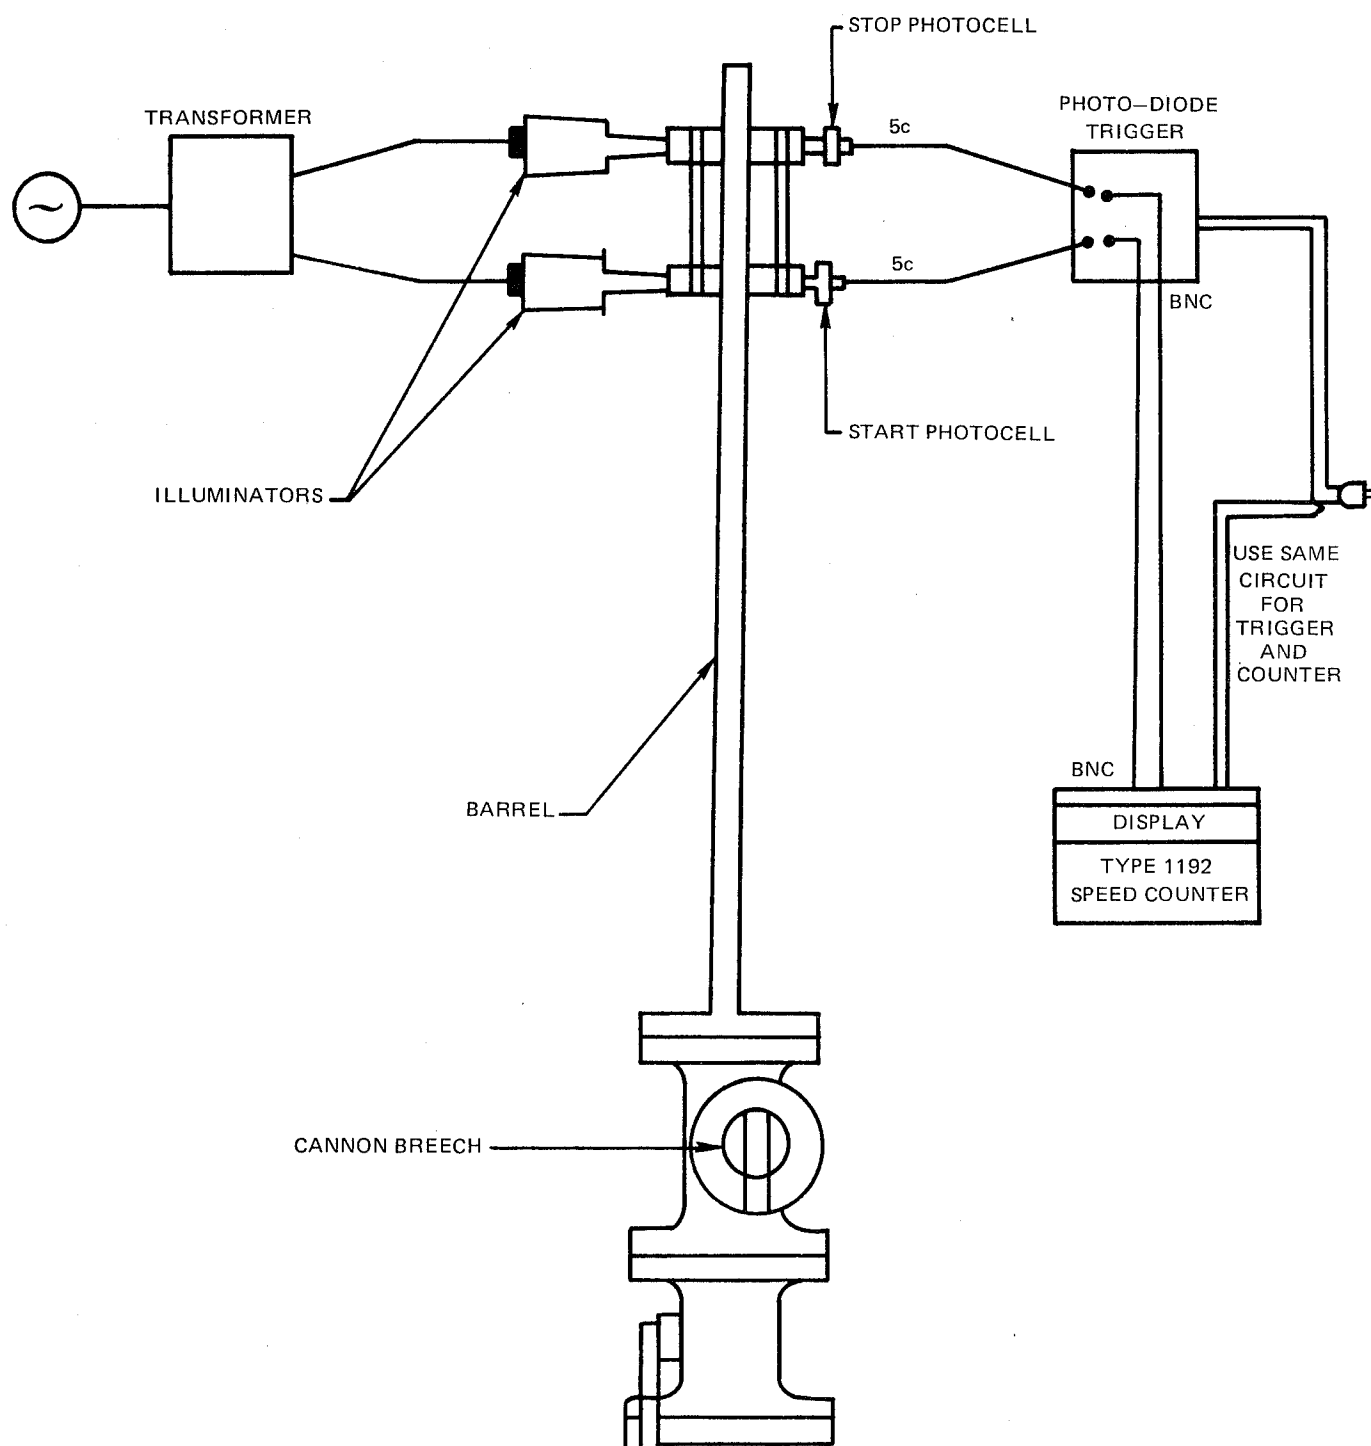 STOP PHOTOCELL
TRANSFORMER
PHOTO–DIODE
TRIGGER
5c
5c
BNC
START PHOTOCELL
ILLUMINATORS
USE SAME
CIRCUIT
FOR
TRIGGER
AND
COUNTER
BARREL
BNC
DISPLAY
TYPE 1192
SPEED COUNTER
CANNON BREECH